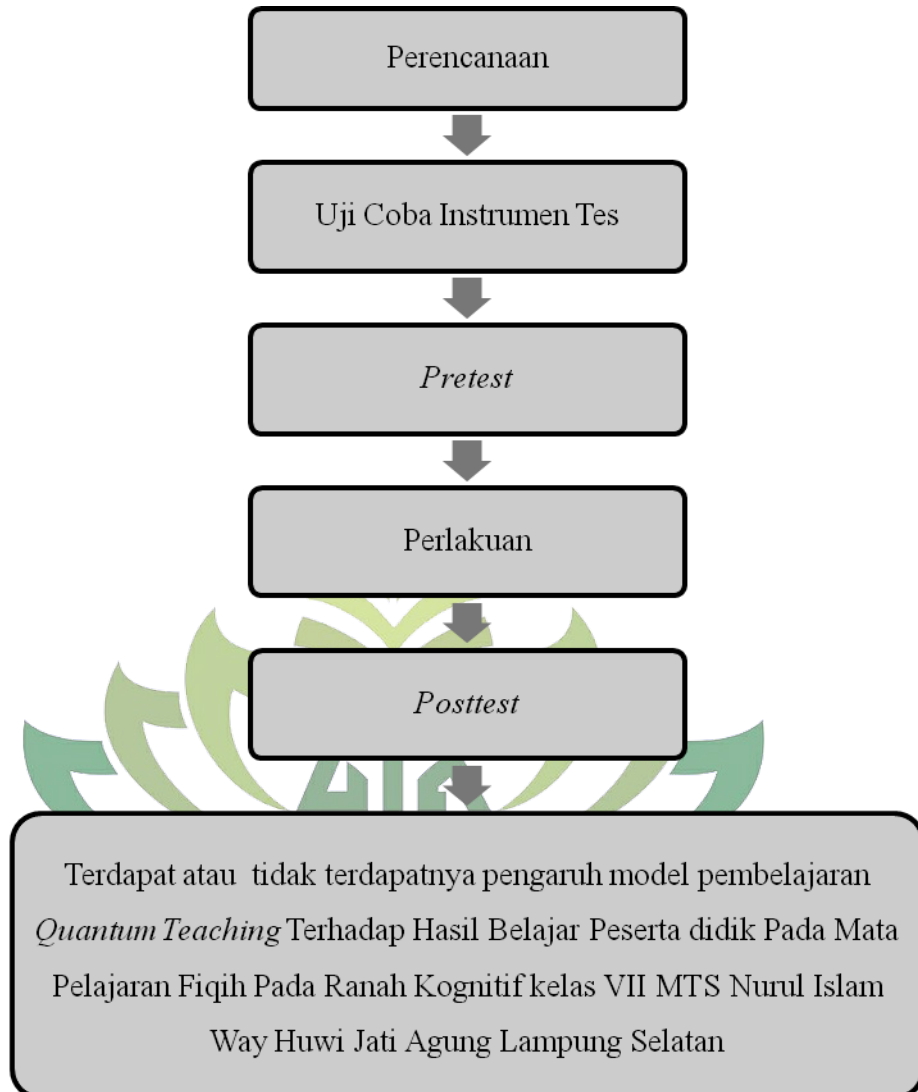 Perencanaan
Uji Coba Instrumen Tes
Pretest
Perlakuan
Posttest
Terdapat atau tidak terdapatnya pengaruh model pembelajaran
Quantum Teaching Terhadap Hasil Belajar Peserta didik Pada Mata
Pelajaran Fiqih Pada Ranah Kognitif kelas VII MTS Nurul Islam
Way Huwi Jati Agung Lampung Selatan